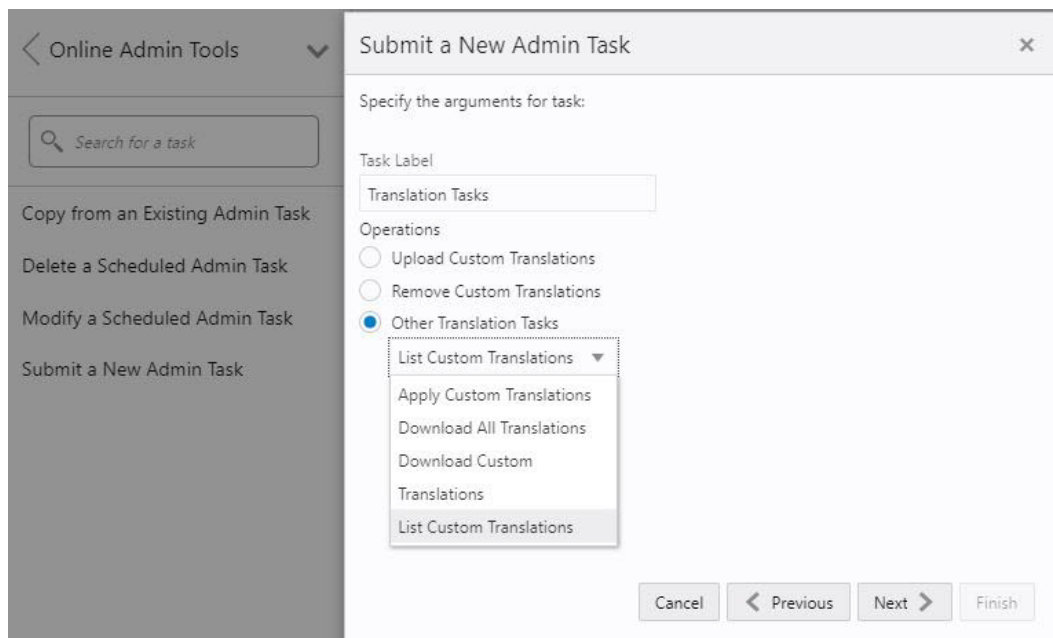 Online Admin Tools
Search for a task
Copy from an Existing Admin Task
Delete a Scheduled Admin Task
Modify a Scheduled Admin Task
Submit a New Admin Task
Submit a New Admin Task
Specify the arguments for task:
Task Label
Translation Tasks
Operations
Upload Custom Translations
Remove Custom Translations
Other Translation Tasks
List Custom Translations
Apply Custom Translations
Download All Translations
Download Custom
Translations
List Custom Translations
Cancel
Previous
Next
Finish